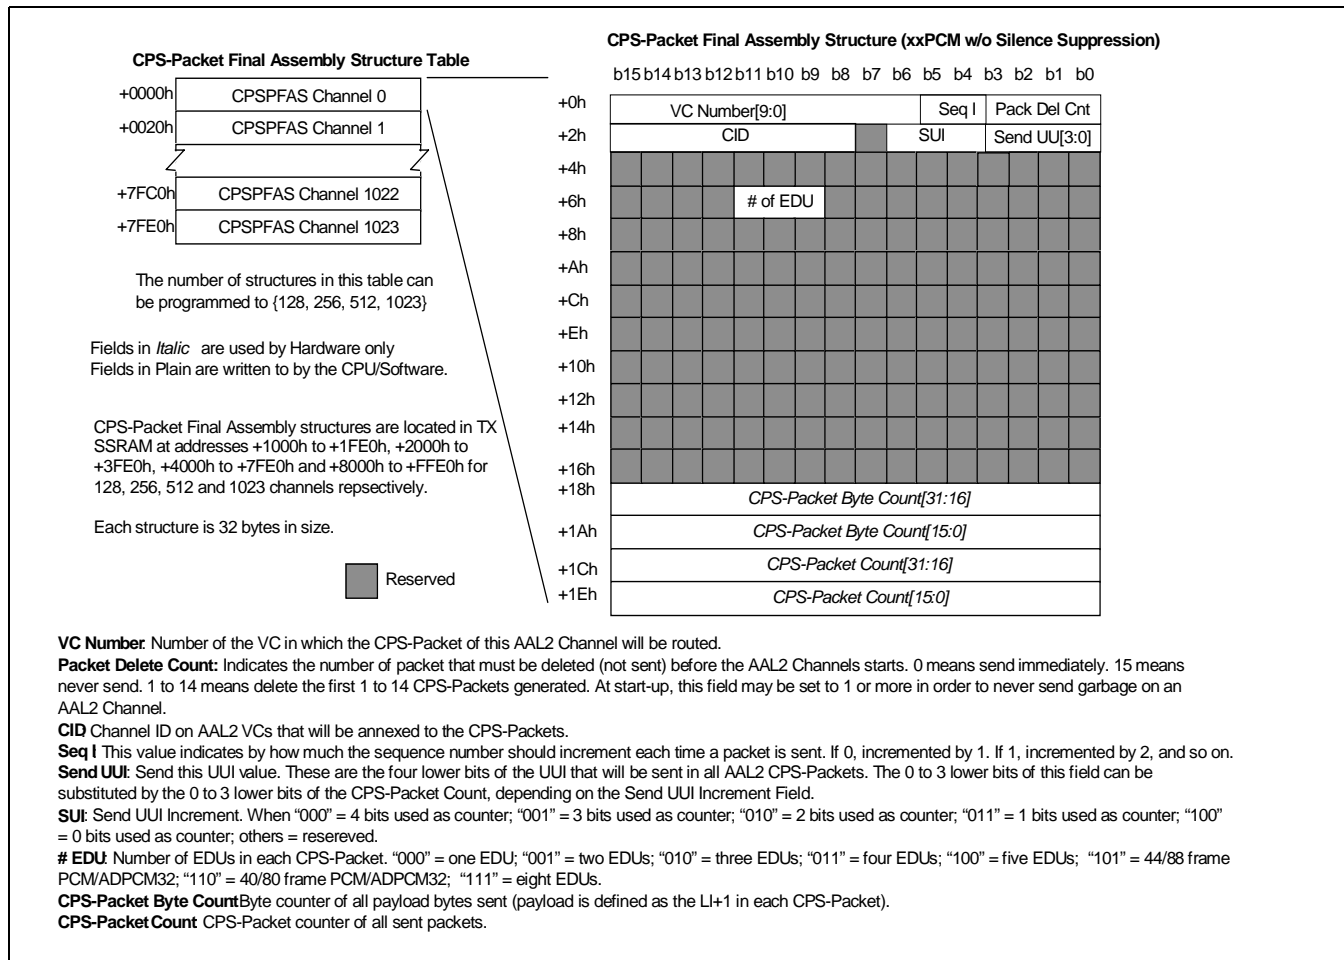 CPS-Packet Final Assembly Structure Table
+0000h CPSPFAS Channel 0
+0020h CPSPFAS Channel 1
+7FC0h CPSPFAS Channel 1022
+7FE0h CPSPFAS Channel 1023
The number of structures in this table can
be programmed to {128, 256, 512, 1023}
Fields in Italic are used by Hardware only
Fields in Plain are written to by the CPU/Software.
CPS-Packet Final Assembly structures are located in TX
SSRAM at addresses +1000h to +1FE0h, +2000h to
+3FE0h, +4000h to +7FE0h and +8000h to +FFE0h for
128, 256, 512 and 1023 channels repsectively.
Each structure is 32 bytes in size.
Reserved
CPS-Packet Final Assembly Structure (xxPCM w/o Silence Suppression)
b15 b14 b13 b12 b11 b10 b9 b8 b7 b6 b5 b4 b3 b2 b1 b0
+0h VC Number[9:0] Seq I Pack Del Cnt
+2h CID SUI Send UU[3:0]
+4h
+6h # of EDU
+8h
+Ah
+Ch
+Eh
+10h
+12h
+14h
+16h
+18h CPS-Packet Byte Count[31:16]
+1Ah CPS-Packet Byte Count[15:0]
+1Ch CPS-Packet Count[31:16]
+1Eh CPS-Packet Count[15:0]
VC Number: Number of the VC in which the CPS-Packet of this AAL2 Channel will be routed.
Packet Delete Count: Indicates the number of packet that must be deleted (not sent) before the AAL2 Channels starts. 0 means send immediately. 15 means
never send. 1 to 14 means delete the first 1 to 14 CPS-Packets generated. At start-up, this field may be set to 1 or more in order to never send garbage on an
AAL2 Channel.
CID: Channel ID on AAL2 VCs that will be annexed to the CPS-Packets.
Seq I: This value indicates by how much the sequence number should increment each time a packet is sent. If 0, incremented by 1. If 1, incremented by 2, and so on.
Send UUI: Send this UUI value. These are the four lower bits of the UUI that will be sent in all AAL2 CPS-Packets. The 0 to 3 lower bits of this field can be
substituted by the 0 to 3 lower bits of the CPS-Packet Count, depending on the Send UUI Increment Field.
SUI: Send UUI Increment. When “000” = 4 bits used as counter; “001” = 3 bits used as counter; “010” = 2 bits used as counter; “011” = 1 bits used as counter; “100”
= 0 bits used as counter; others = resereved.
# EDU: Number of EDUs in each CPS-Packet. “000” = one EDU; “001” = two EDUs; “010” = three EDUs; “011” = four EDUs; “100” = five EDUs; “101” = 44/88 frame
PCM/ADPCM32; “110” = 40/80 frame PCM/ADPCM32; “111” = eight EDUs.
CPS-Packet Byte Count Byte counter of all payload bytes sent (payload is defined as the LI+1 in each CPS-Packet).
CPS-Packet Count: CPS-Packet counter of all sent packets.